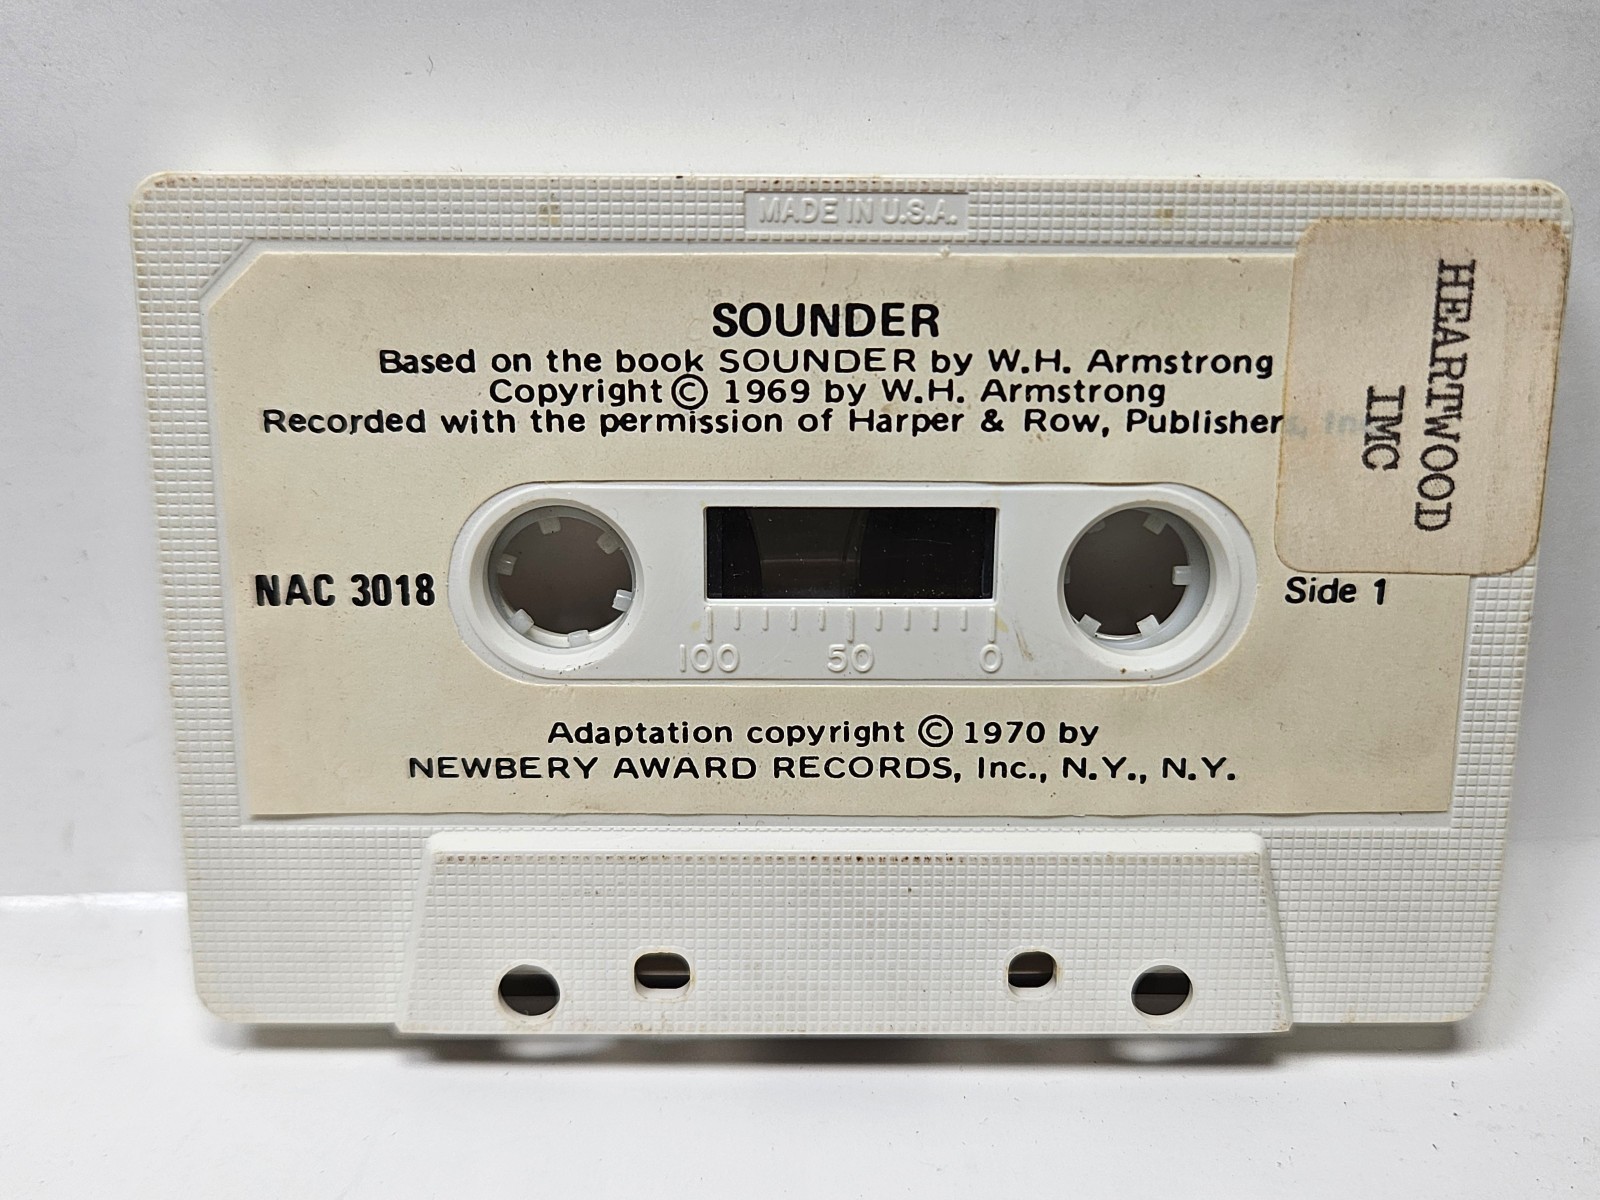 MADE IN U.S.A.
SOUNDER
Based on the book SOUNDER by W.H. Armstrong
Copyright © 1969 by W.H. Armstrong
Recorded with the permission of Harper & Row, Publishers, Inc.
HEARTWOOD
IMC
NAC 3018
Side 1
100 50 0
Adaptation copyright © 1970 by
NEWBERY AWARD RECORDS, Inc., N.Y., N.Y.